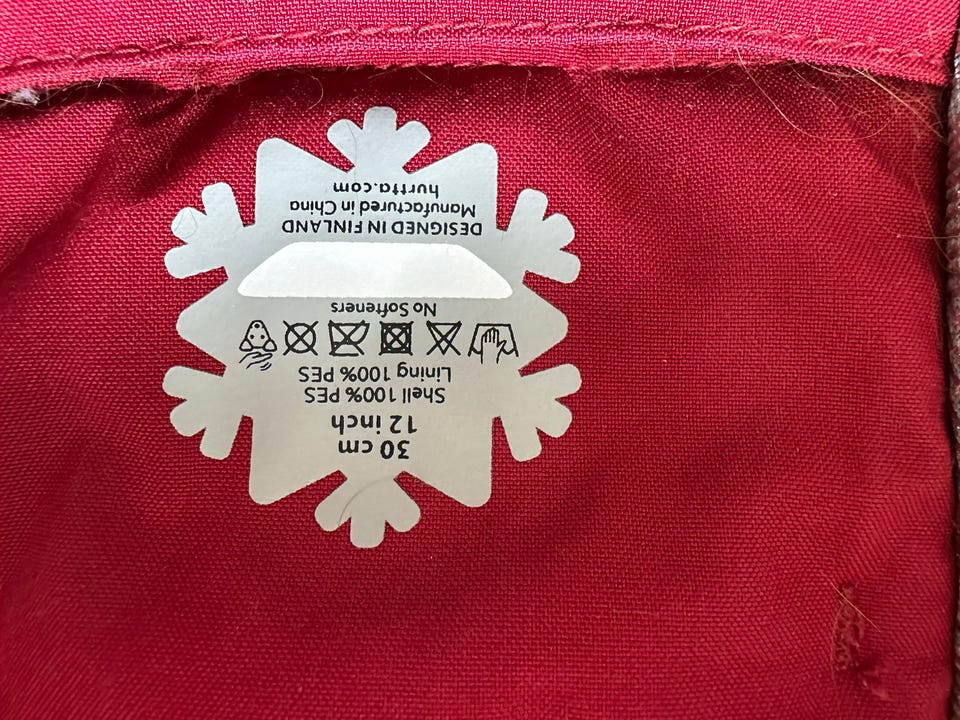 30 cm
12 inch
Shell 100% PES
Lining 100% PES
No Softeners
DESIGNED IN FINLAND
Manufactured in China
hurtta.com